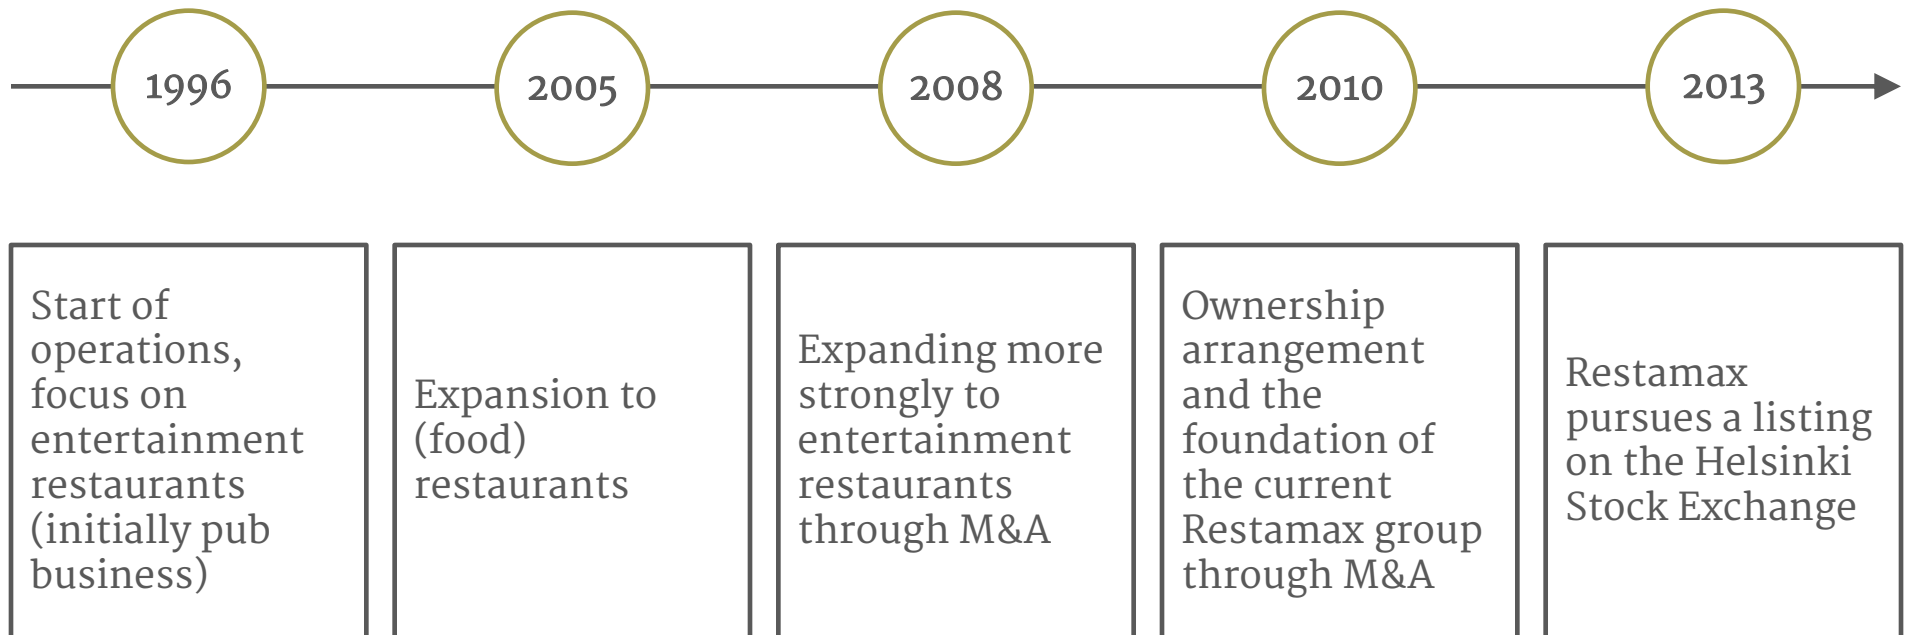 1996
2005
2008
2010
2013
Start of
operations,
focus on
entertainment
restaurants
(initially pub
business)
Expansion to
(food)
restaurants
Expanding more
strongly to
entertainment
restaurants
through M&A
Ownership
arrangement
and the
foundation of
the current
Restamax group
through M&A
Restamax
pursues a listing
on the Helsinki
Stock Exchange